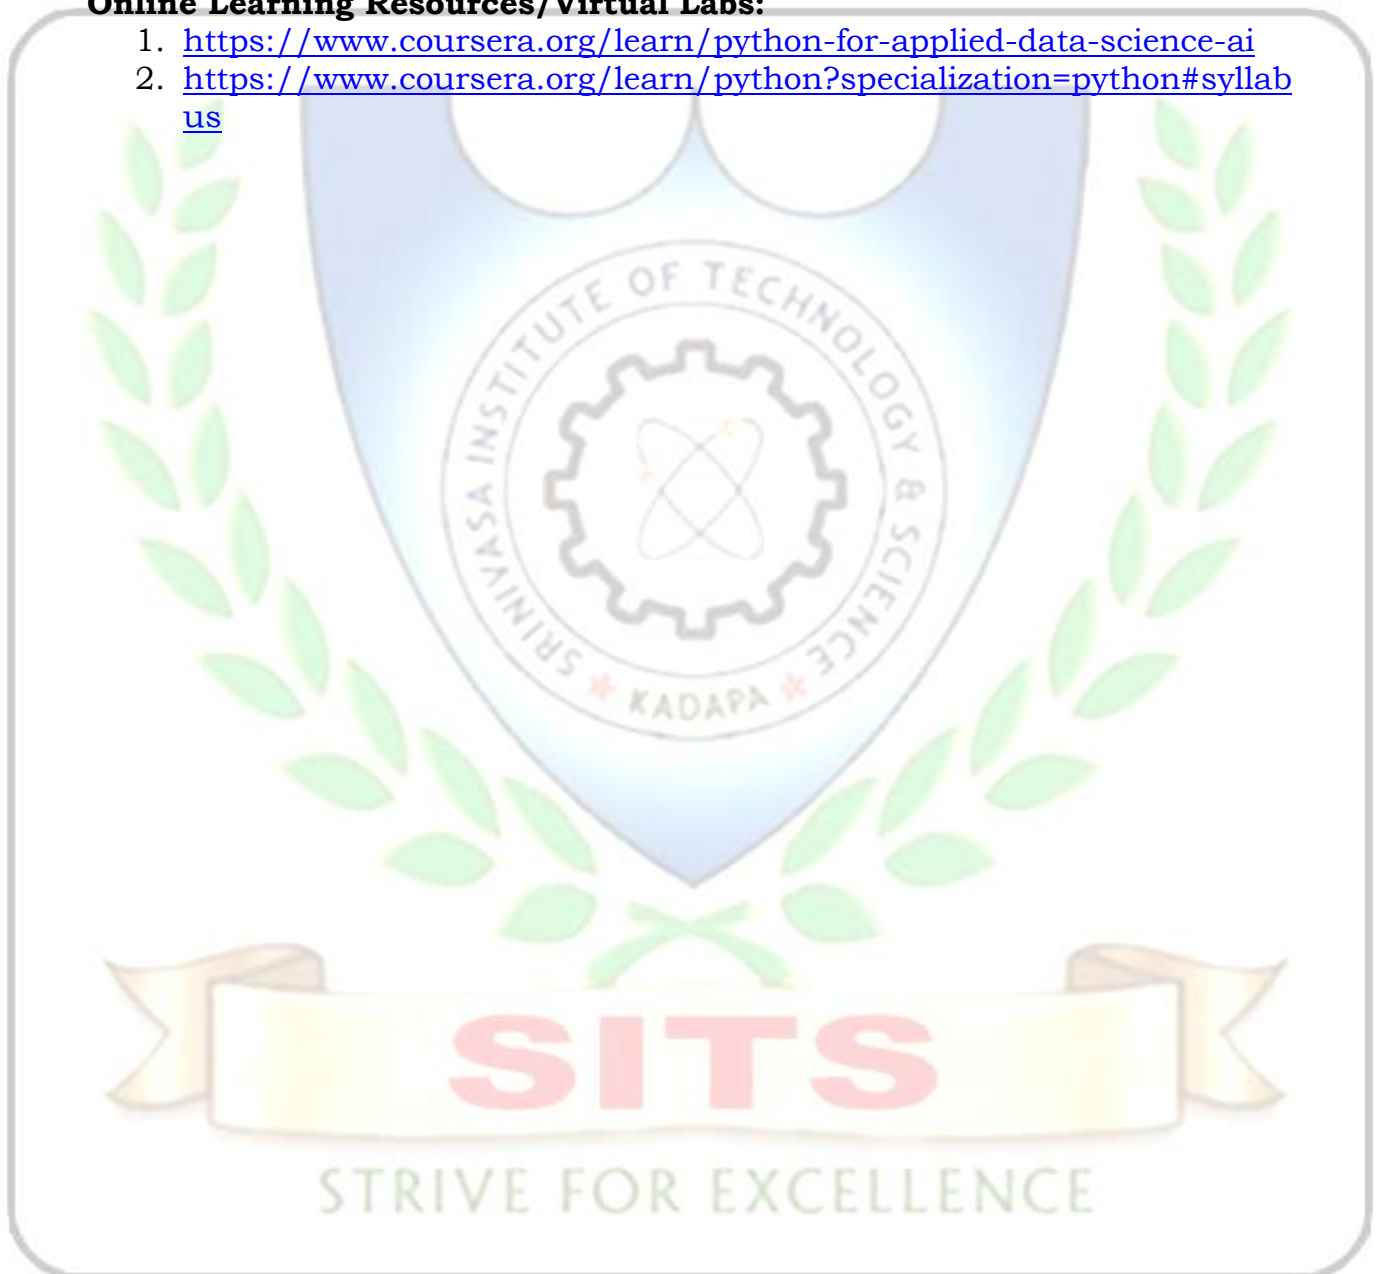 Online Learning Resources/Virtual Labs:
1. https://www.coursera.org/learn/python-for-applied-data-science-ai
2. https://www.coursera.org/learn/python?specialization=python#syllab
us
SRINIVASA INSTITUTE OF TECHNOLOGY & SCIENCE
KADAPA
SITS
STRIVE FOR EXCELLENCE